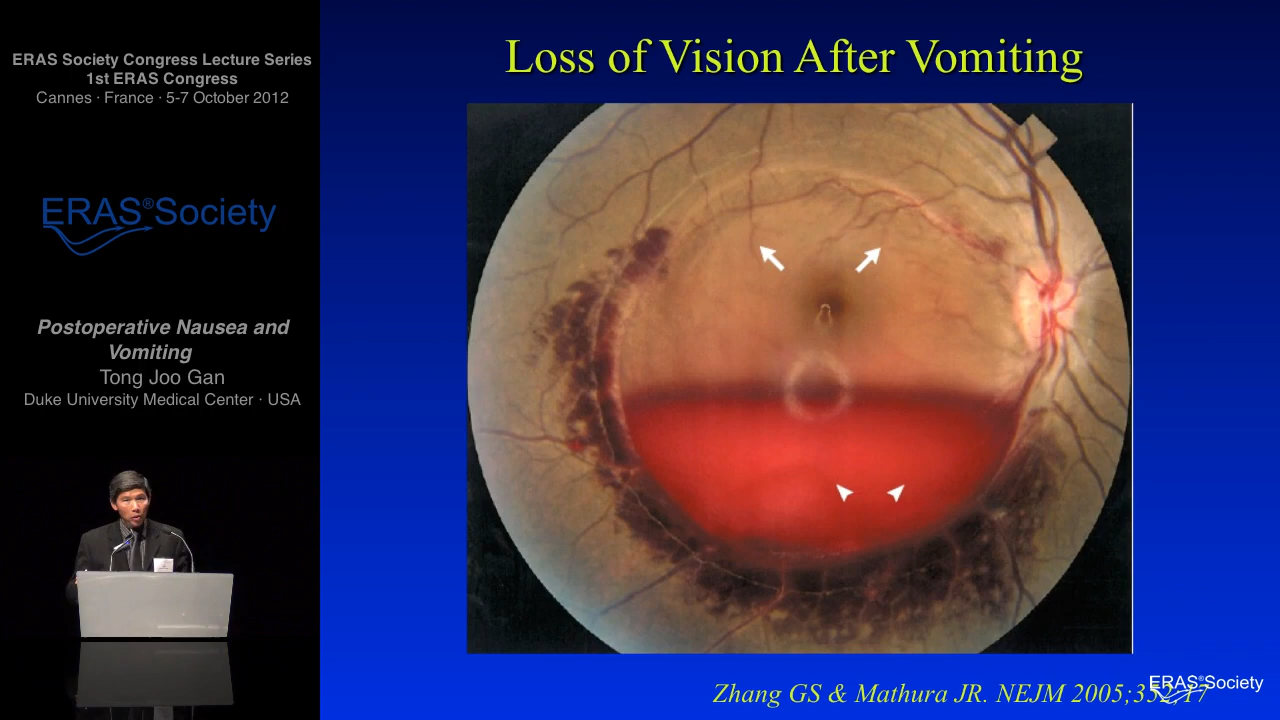 ERAS Society Congress Lecture Series
1st ERAS Congress
Cannes · France · 5-7 October 2012
ERAS®Society
Postoperative Nausea and
Vomiting
Tong Joo Gan
Duke University Medical Center · USA
Loss of Vision After Vomiting
Zhang GS & Mathura JR. NEJM 2005;352;17
ERAS®Society